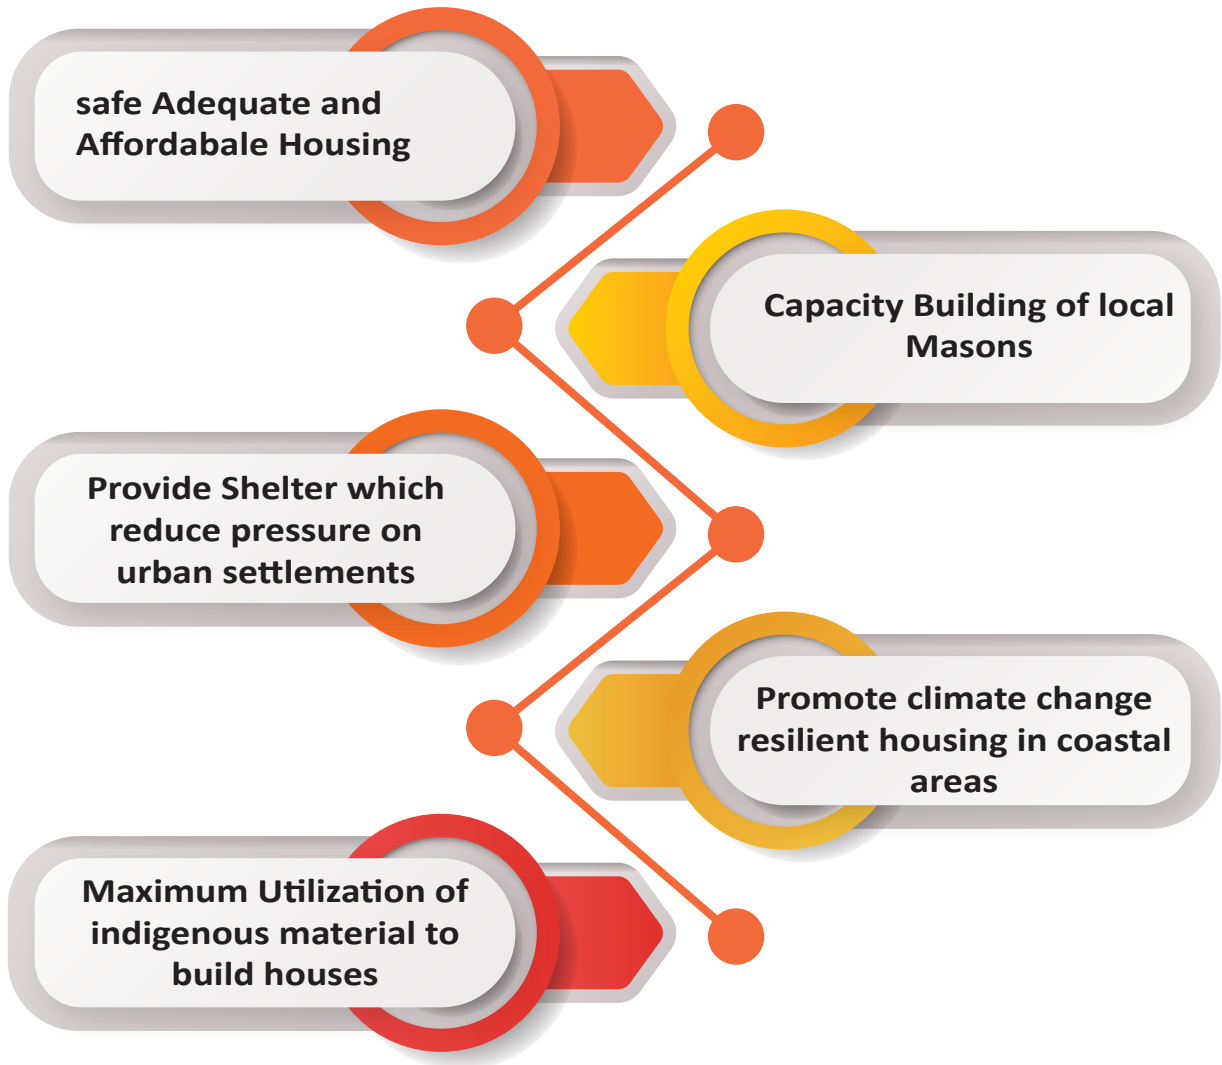 safe Adequate and
Affordabale Housing
Capacity Building of local
Masons
Provide Shelter which
reduce pressure on
urban settlements
Promote climate change
resilient housing in coastal
areas
Maximum Utilization of
indigenous material to
build houses